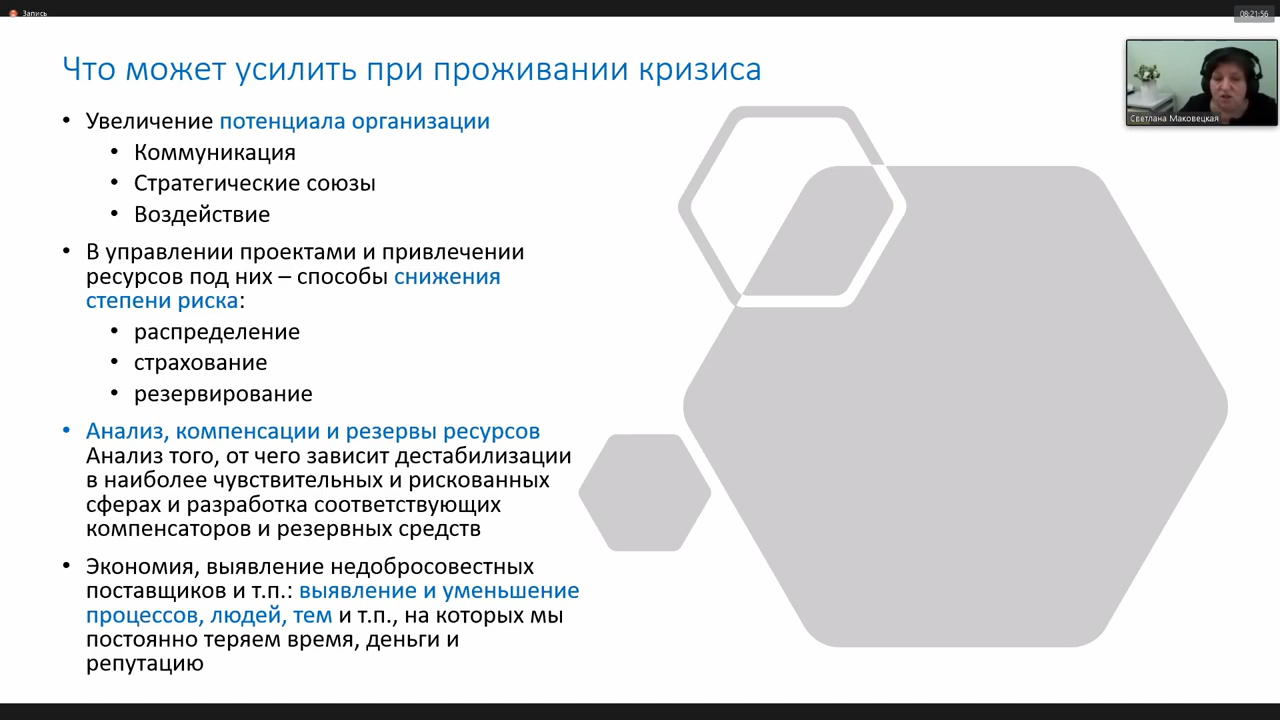 Запись
08:21:56
Что может усилить при проживании кризиса
Светлана Маковецкая
• Увеличение потенциала организации
• Коммуникация
• Стратегические союзы
• Воздействие
• В управлении проектами и привлечении
ресурсов под них – способы снижения
степени риска:
• распределение
• страхование
• резервирование
• Анализ, компенсации и резервы ресурсов
Анализ того, от чего зависит дестабилизации
в наиболее чувствительных и рискованных
сферах и разработка соответствующих
компенсаторов и резервных средств
• Экономия, выявление недобросовестных
поставщиков и т.п.: выявление и уменьшение
процессов, людей, тем и т.п., на которых мы
постоянно теряем время, деньги и
репутацию